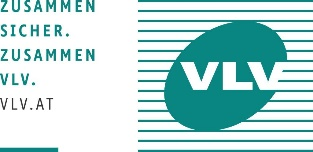 ZUSAMMEN
SICHER.
ZUSAMMEN
VLV.
VLV.AT
VLV